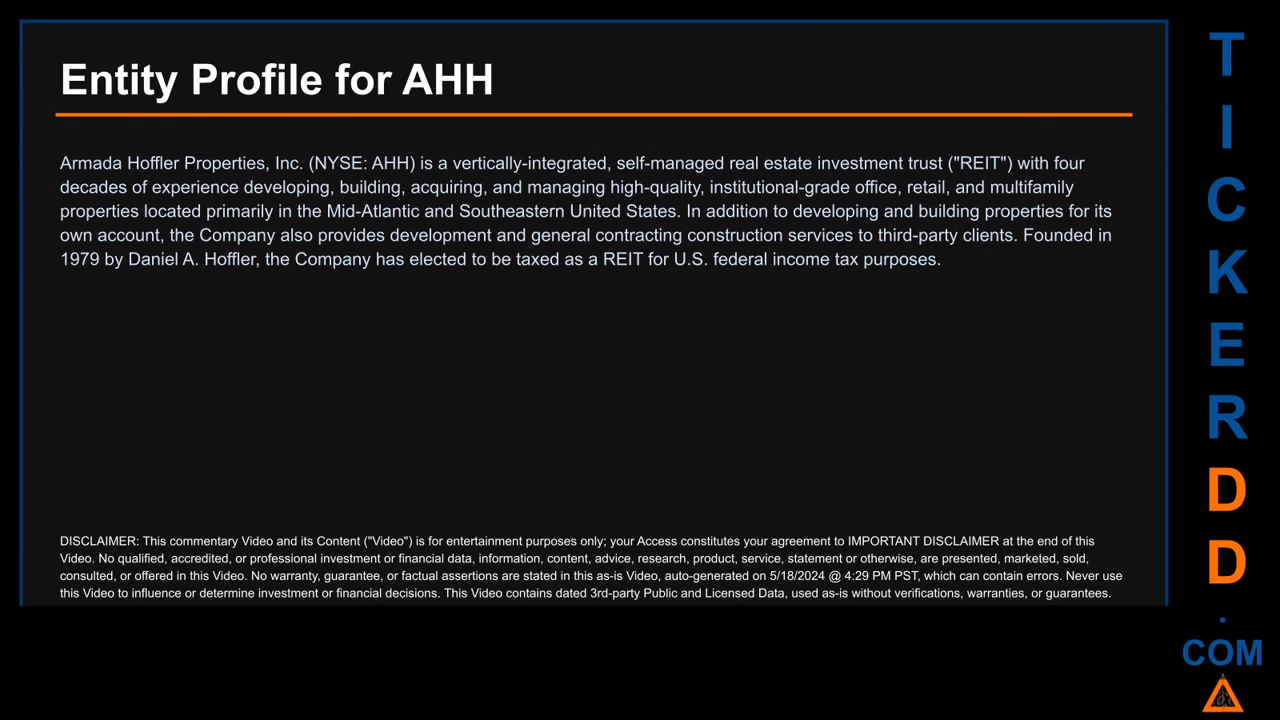 Entity Profile for AHH
Armada Hoffler Properties, Inc. (NYSE: AHH) is a vertically-integrated, self-managed real estate investment trust ("REIT") with four
decades of experience developing, building, acquiring, and managing high-quality, institutional-grade office, retail, and multifamily
properties located primarily in the Mid-Atlantic and Southeastern United States. In addition to developing and building properties for its
own account, the Company also provides development and general contracting construction services to third-party clients. Founded in
1979 by Daniel A. Hoffler, the Company has elected to be taxed as a REIT for U.S. federal income tax purposes.
DISCLAIMER: This commentary Video and its Content ("Video") is for entertainment purposes only; your Access constitutes your agreement to IMPORTANT DISCLAIMER at the end of this
Video. No qualified, accredited, or professional investment or financial data, information, content, advice, research, product, service, statement or otherwise, are presented, marketed, sold,
consulted, or offered in this Video. No warranty, guarantee, or factual assertions are stated in this as-is Video, auto-generated on 5/18/2024 @ 4:29 PM PST, which can contain errors. Never use
this Video to influence or determine investment or financial decisions. This Video contains dated 3rd-party Public and Licensed Data, used as-is without verifications, warranties, or guarantees.
T
I
C
K
E
R
D
D
.
COM